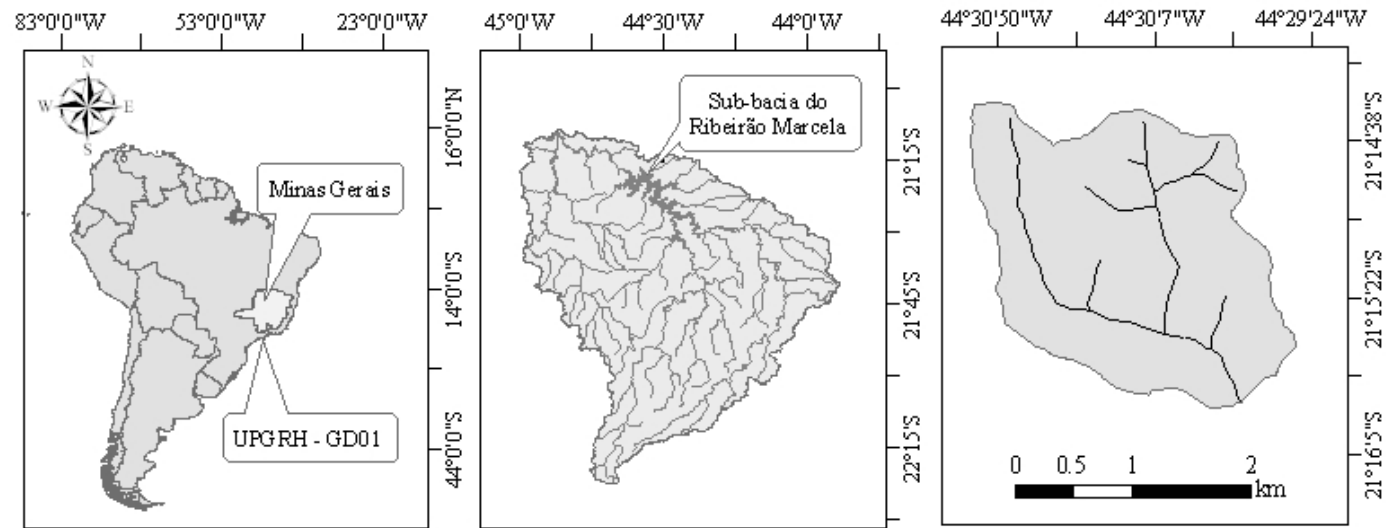 83°0'0"W 53°0'0"W 23°0'0"W
N
W E
S
16°0'0"N
14°0'0"S
44°0'0"S
Minas Gerais
UPGRH - GD01
45°0'W 44°30'W 44°0'W
Sub-bacia do
Ribeirão Marcela
21°15'S
21°45'S
22°15'S
44°30'50"W 44°30'7"W 44°29'24"W
21°14'38"S
21°15'22"S
21°16'5"S
0 0.5 1 2
km